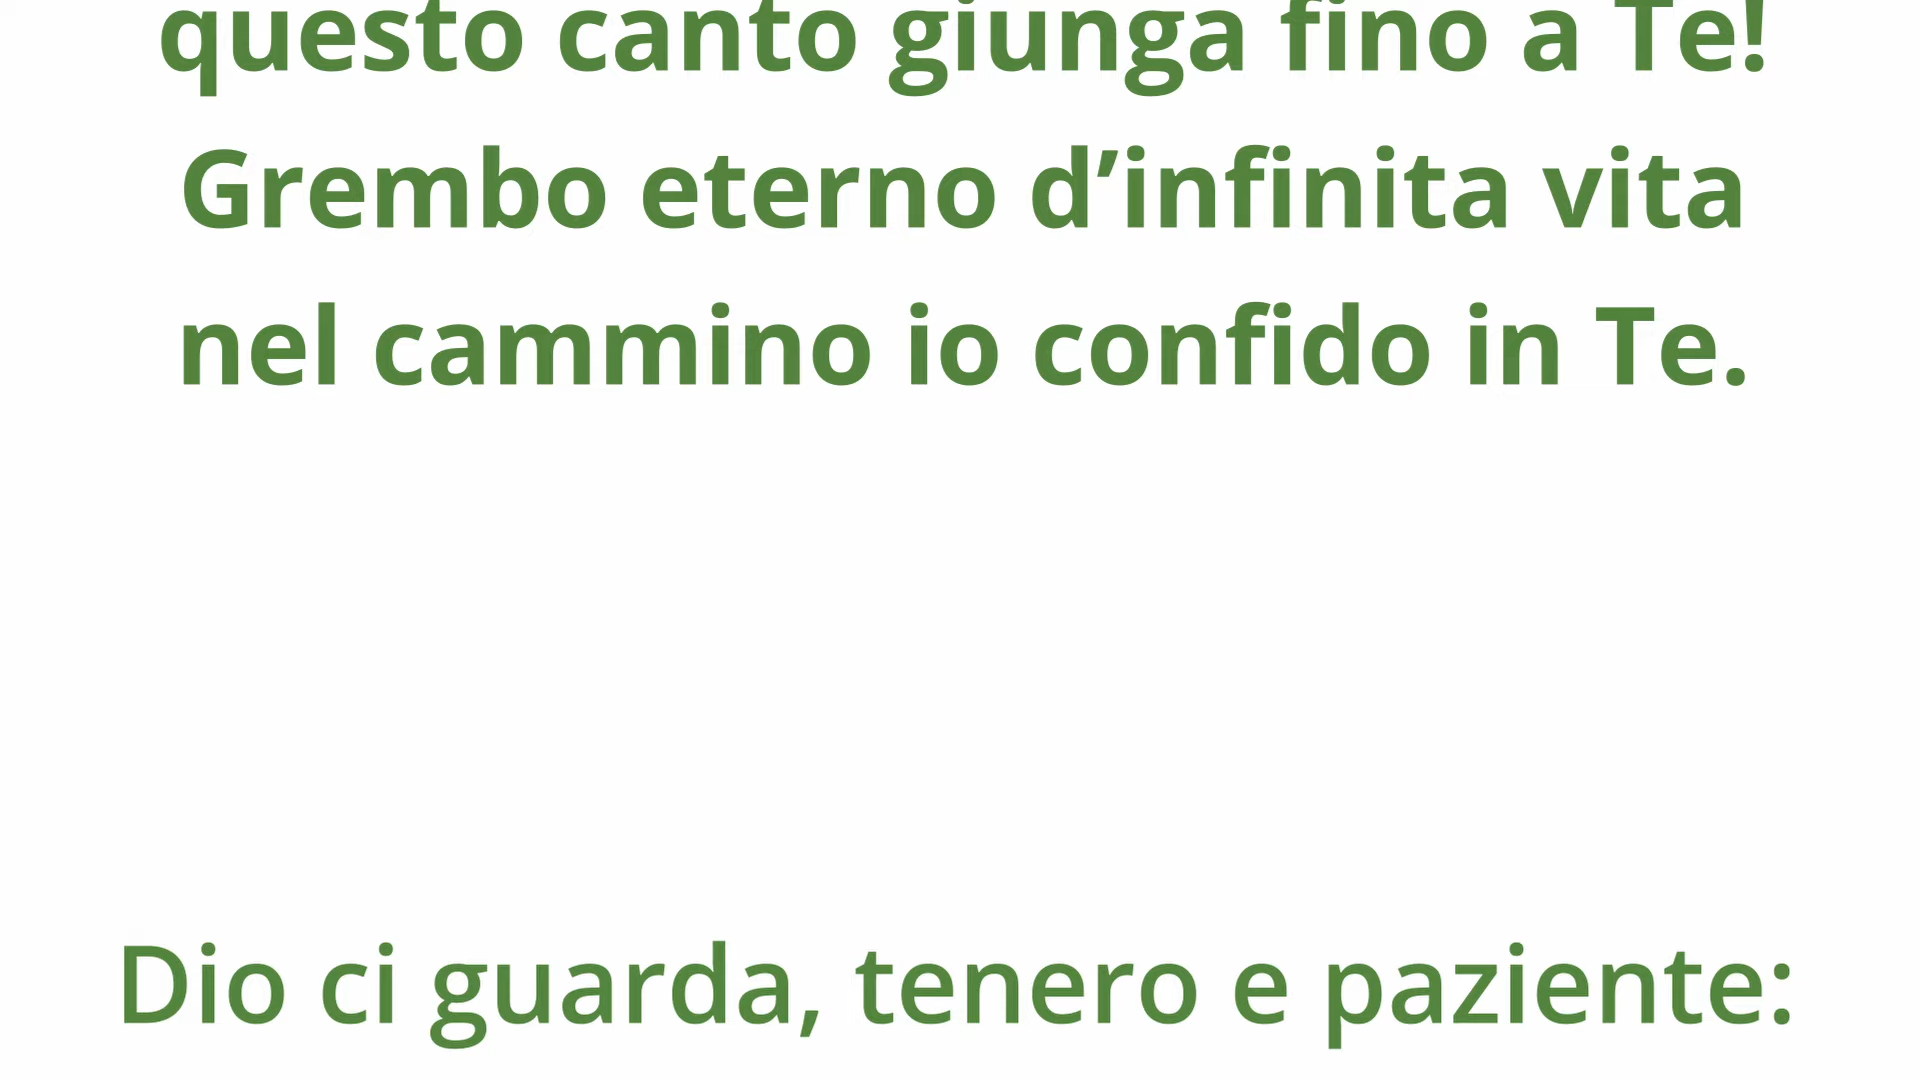 questo canto giunga fino a Te!
Grembo eterno d’infinita vita
nel cammino io confido in Te.
Dio ci guarda, tenero e paziente: